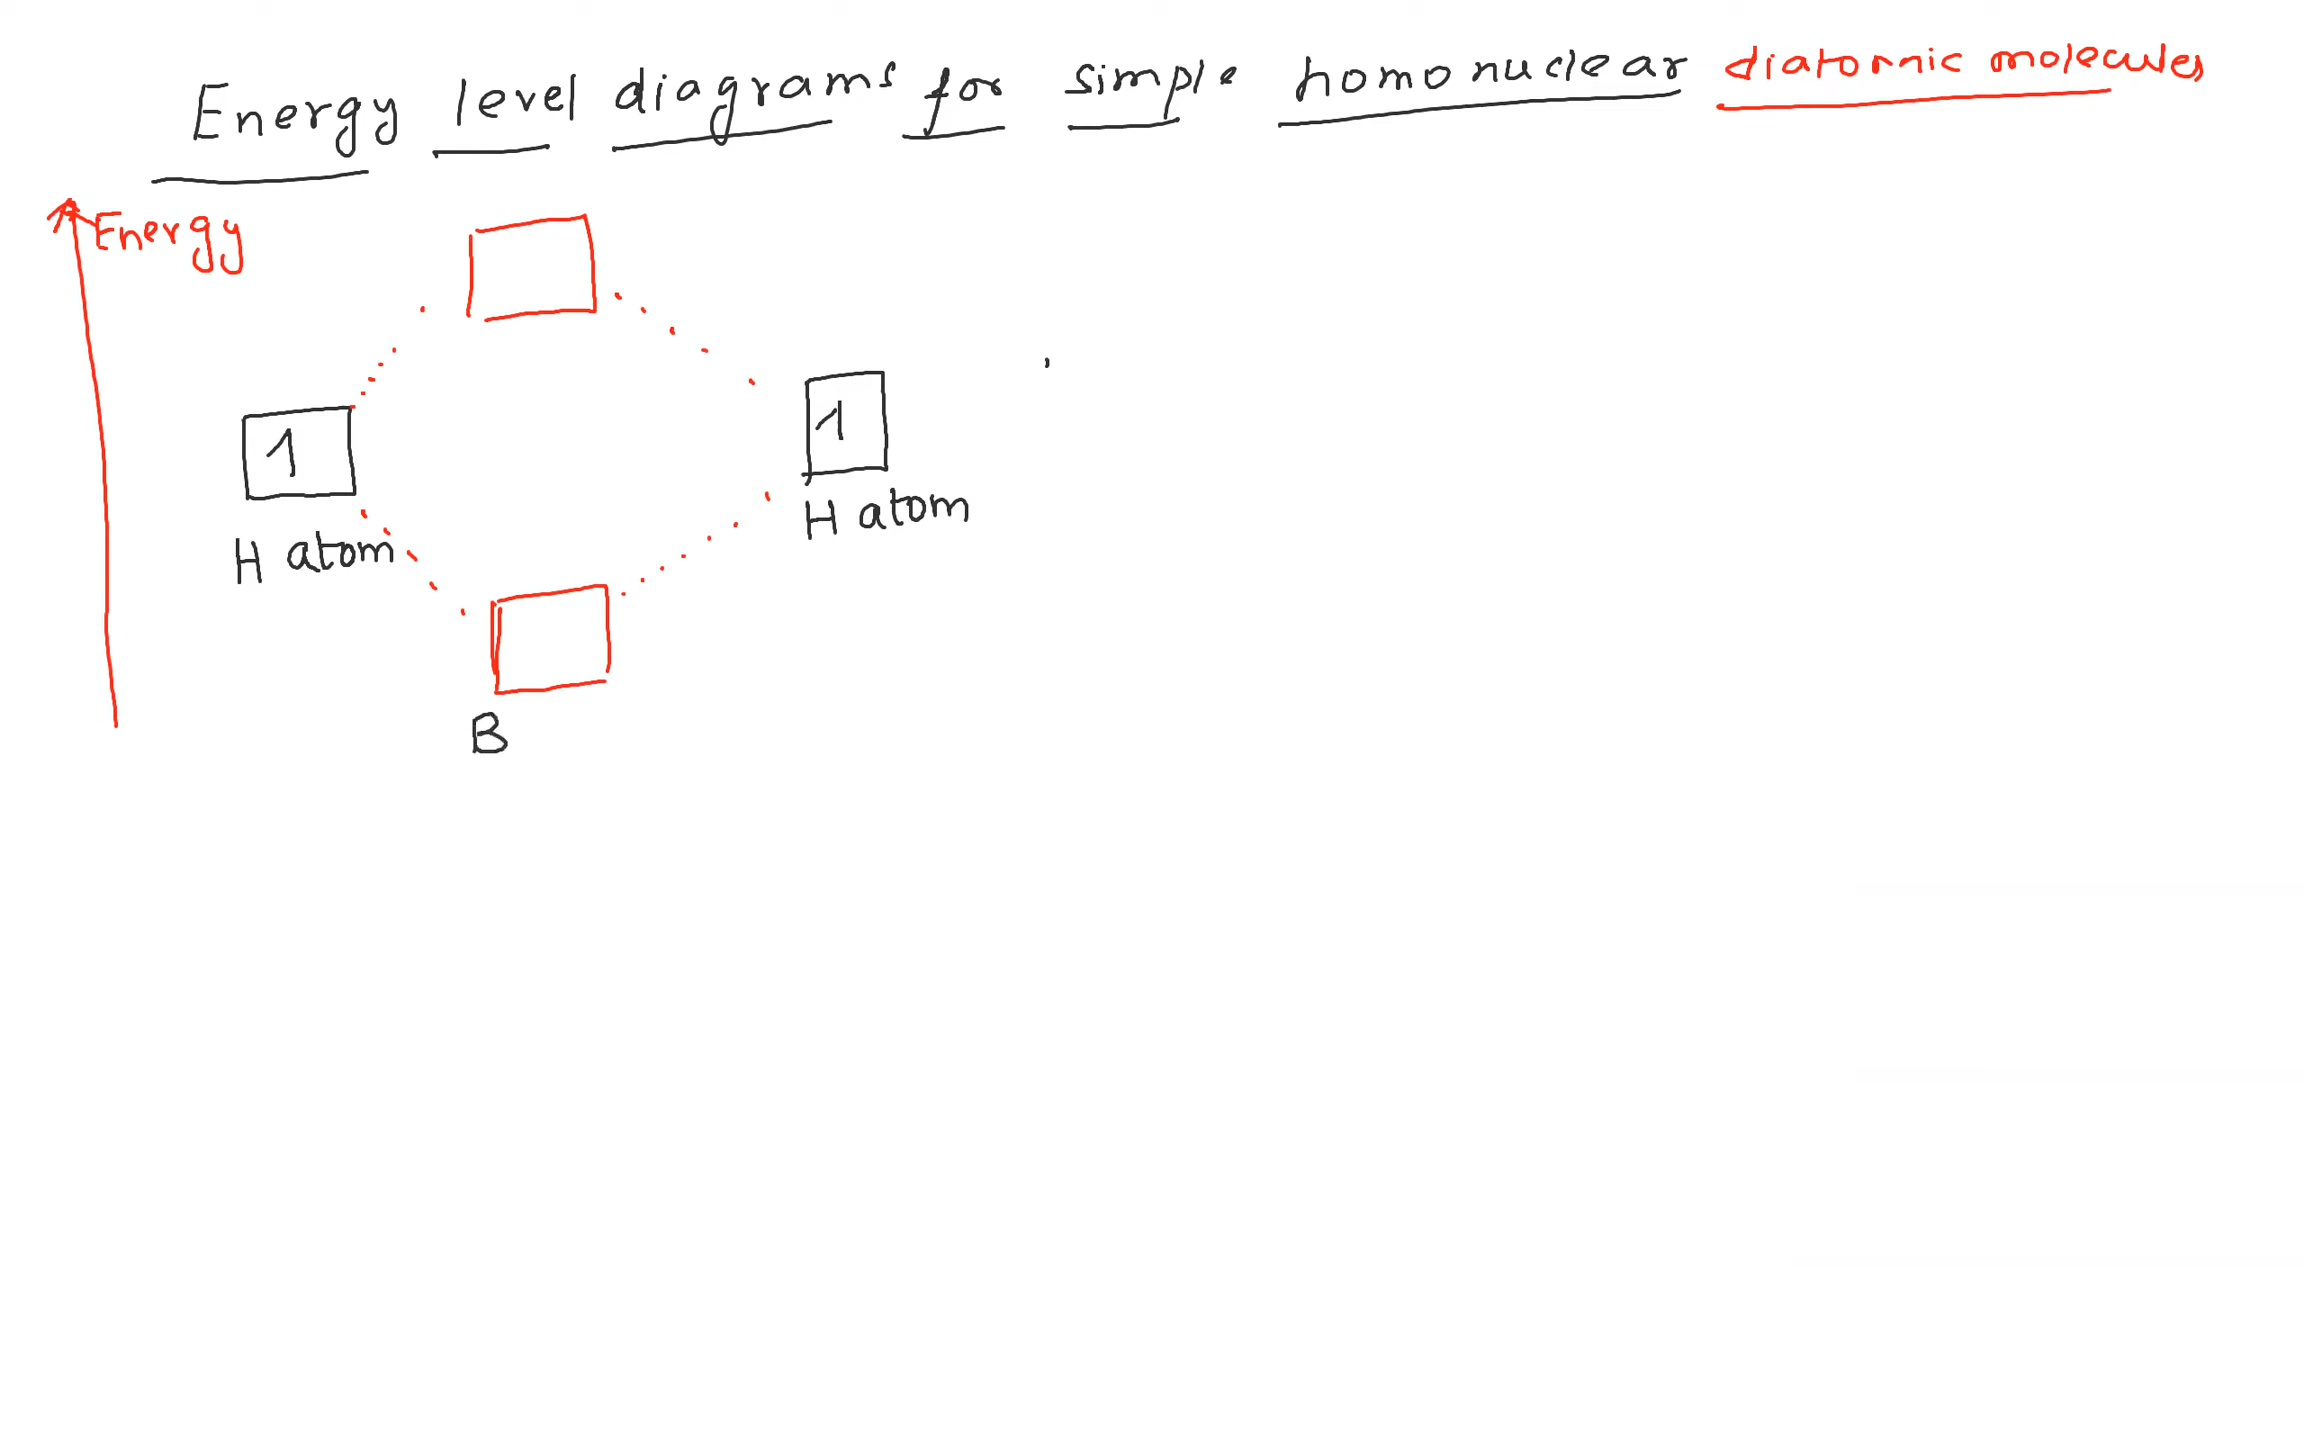 Energy level diagrams for simple homonuclear diatomic molecules
Energy
1
1
H atom
H atom
B